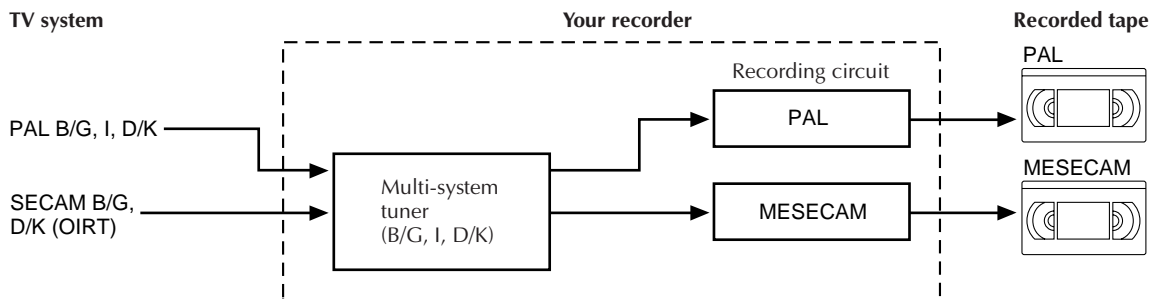 TV system
Your recorder
Recorded tape
PAL
Recording circuit
PAL B/G, I, D/K
PAL
MESECAM
SECAM B/G,
D/K (OIRT)
Multi-system
tuner
(B/G, I, D/K)
MESECAM